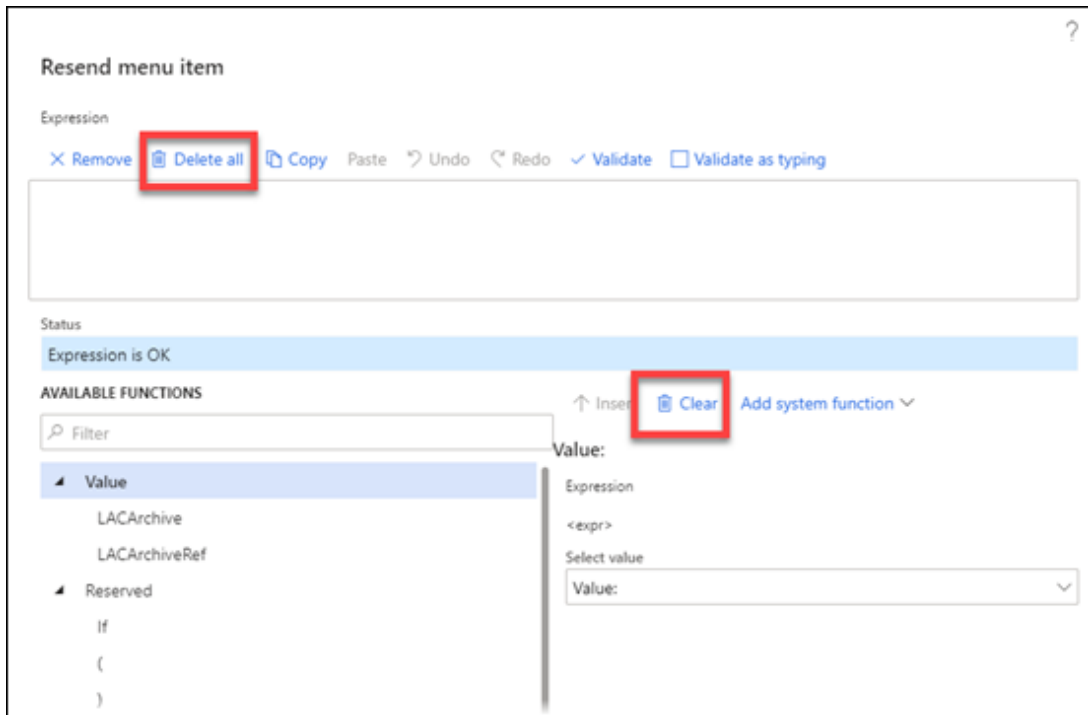 ?
Resend menu item
Expression
Remove Delete all Copy Paste Undo Redo Validate Validate as typing
Status
Expression is OK
AVAILABLE FUNCTIONS
Inser Clear Add system function
Filter
Value:
Value
Expression
LACArchive
<expr>
LACArchiveRef
Select value
Reserved
Value:
If
(
)